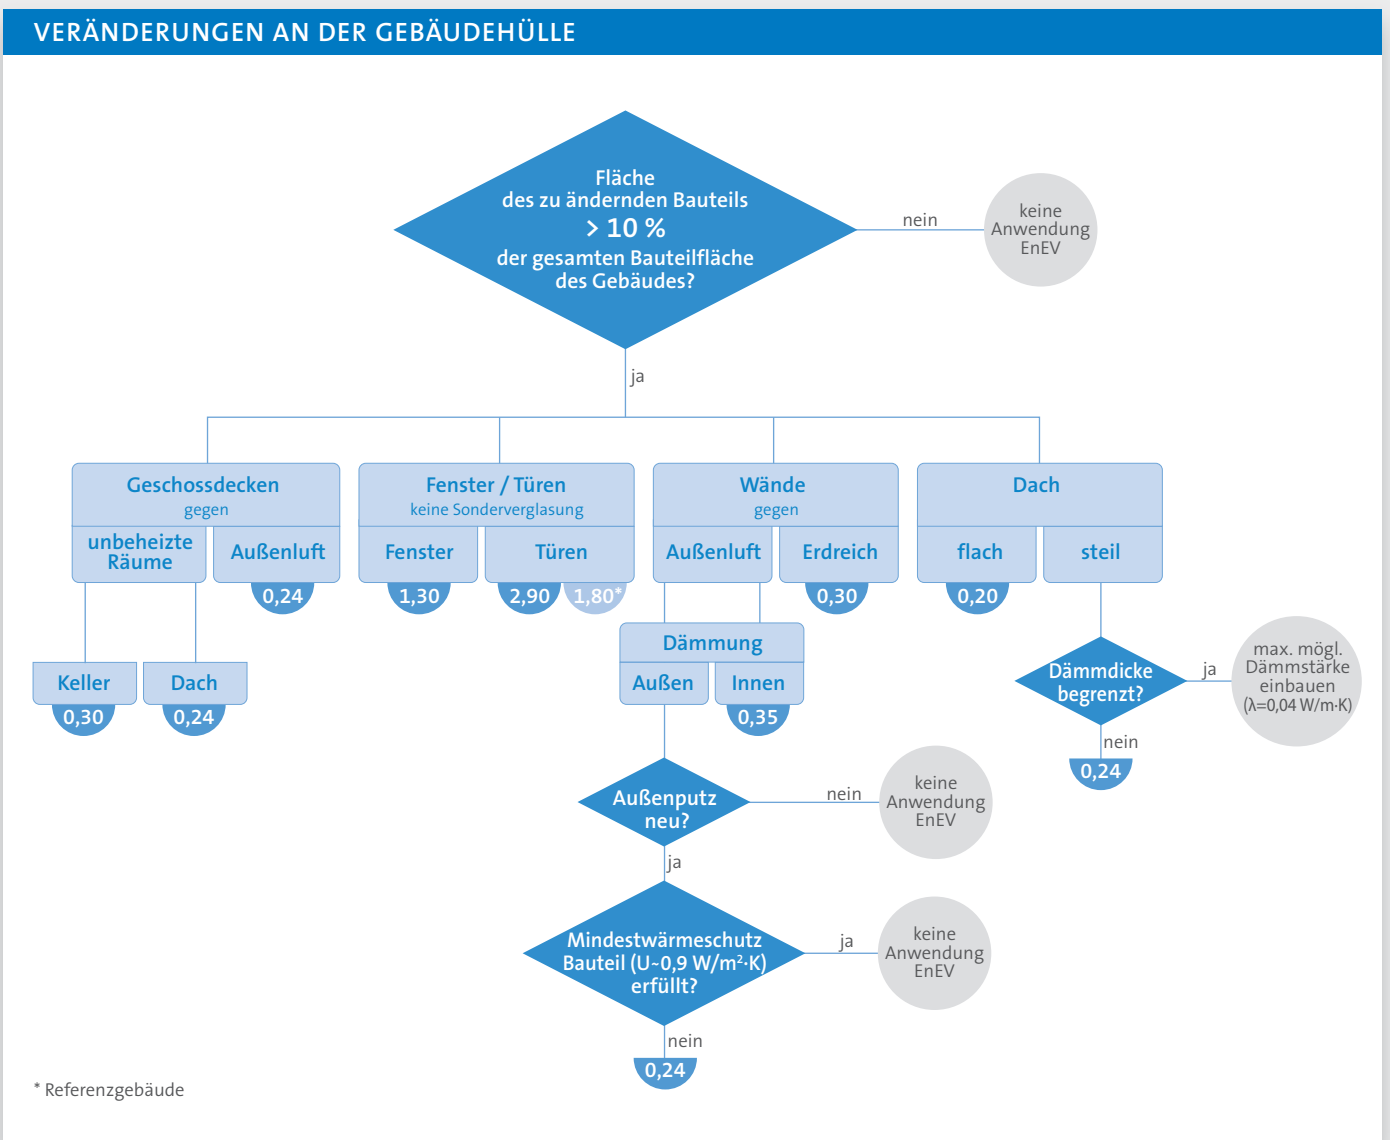 VERÄNDERUNGEN AN DER GEBÄUDEHÜLLE
Fläche
des zu ändernden Bauteils
> 10 %
der gesamten Bauteilfläche
des Gebäudes?
nein
keine
Anwendung
EnEV
ja
Geschossdecken
gegen
unbeheizte
Räume
Außenluft
0,24
Keller
0,30
Dach
0,24
Fenster / Türen
keine Sonderverglasung
Fenster
1,30
Türen
2,90
1,80*
Wände
gegen
Außenluft
Erdreich
0,30
Dämmung
Außen
Innen
0,35
Außenputz
neu?
nein
keine
Anwendung
EnEV
ja
Mindestwärmeschutz
Bauteil (U~0,9 W/m²·K)
erfüllt?
ja
keine
Anwendung
EnEV
nein
0,24
Dach
flach
0,20
steil
Dämmdicke
begrenzt?
ja
max. mögl.
Dämmstärke
einbauen
(λ=0,04 W/m·K)
nein
0,24
* Referenzgebäude